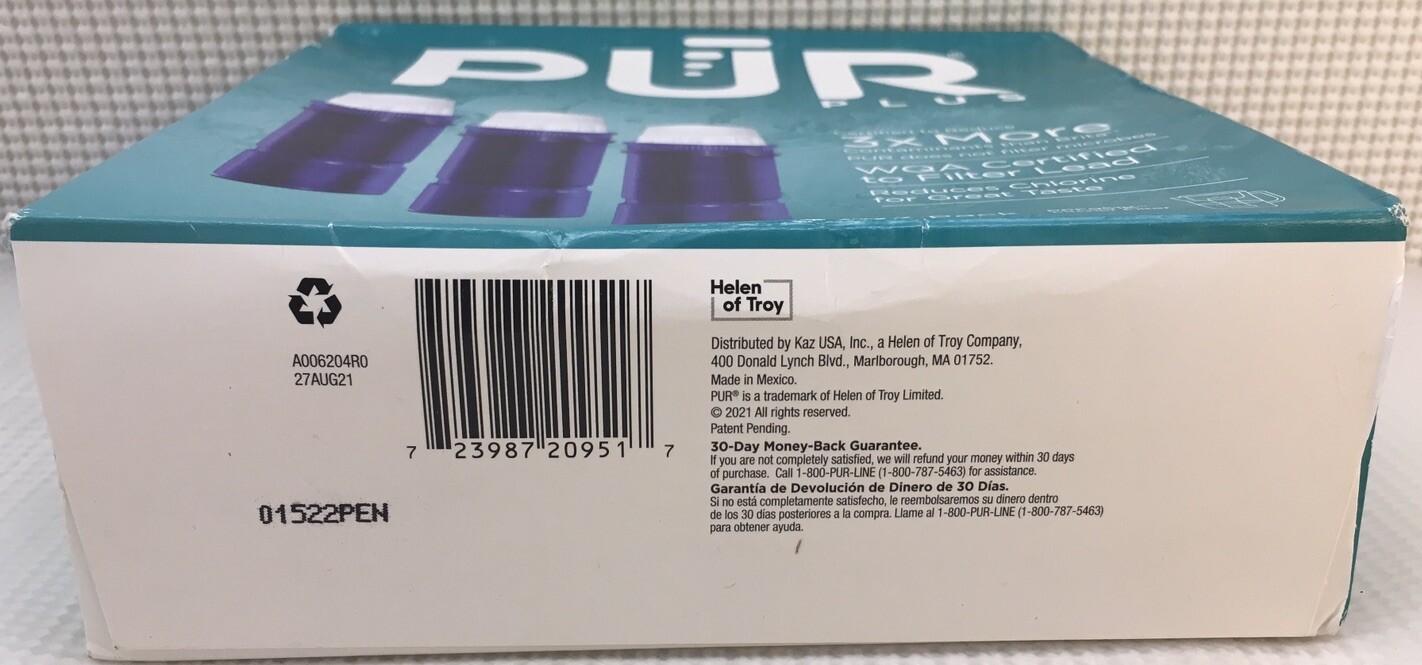 PUR
PLUS
3x More
WQA Certified
to Filter Lead
Reduces Chlorine
for Great Taste
Helen
of Troy
A006204R0
27AUG21
7 23987 20951 7
01522PEN
Distributed by Kaz USA, Inc., a Helen of Troy Company,
400 Donald Lynch Blvd., Marlborough, MA 01752.
Made in Mexico.
PUR® is a trademark of Helen of Troy Limited.
© 2021 All rights reserved.
Patent Pending.
30-Day Money-Back Guarantee.
If you are not completely satisfied, we will refund your money within 30 days
of purchase. Call 1-800-PUR-LINE (1-800-787-5463) for assistance.
Garantía de Devolución de Dinero de 30 Días.
Si no está completamente satisfecho, le reembolsaremos su dinero dentro
de los 30 días posteriores a la compra. Llame al 1-800-PUR-LINE (1-800-787-5463)
para obtener ayuda.